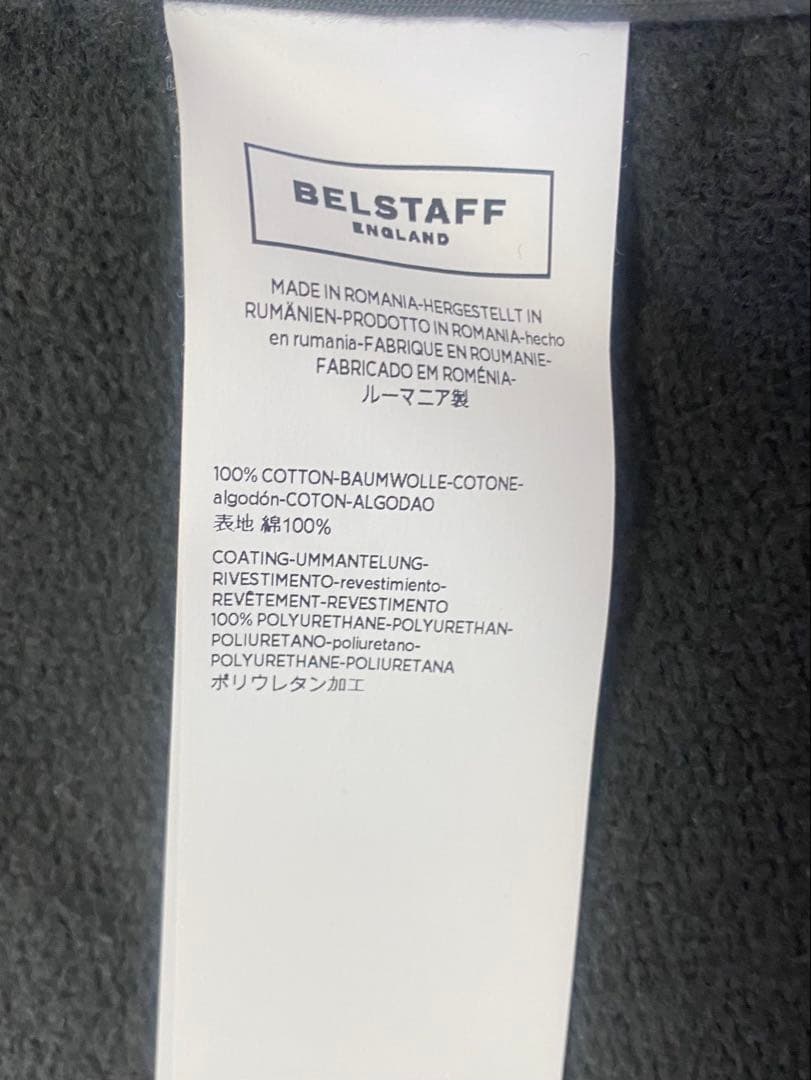 BELSTAFF
ENGLAND
MADE IN ROMANIA-HERGESTELLT IN
RUMÄNIEN-PRODOTTO IN ROMANIA-hecho
en rumania-FABRIQUE EN ROUMANIE-
FABRICADO EM ROMÉNIA-
ルーマニア製
100% COTTON-BAUMWOLLE-COTONE-
algodón-COTON-ALGODAO
表地 綿100%
COATING-UMMANTELUNG-
RIVESTIMENTO-revestimiento-
REVÊTEMENT-REVESTIMENTO
100% POLYURETHANE-POLYURETHAN-
POLIURETANO-poliuretano-
POLYURETHANE-POLIURETANA
ポリウレタン加工